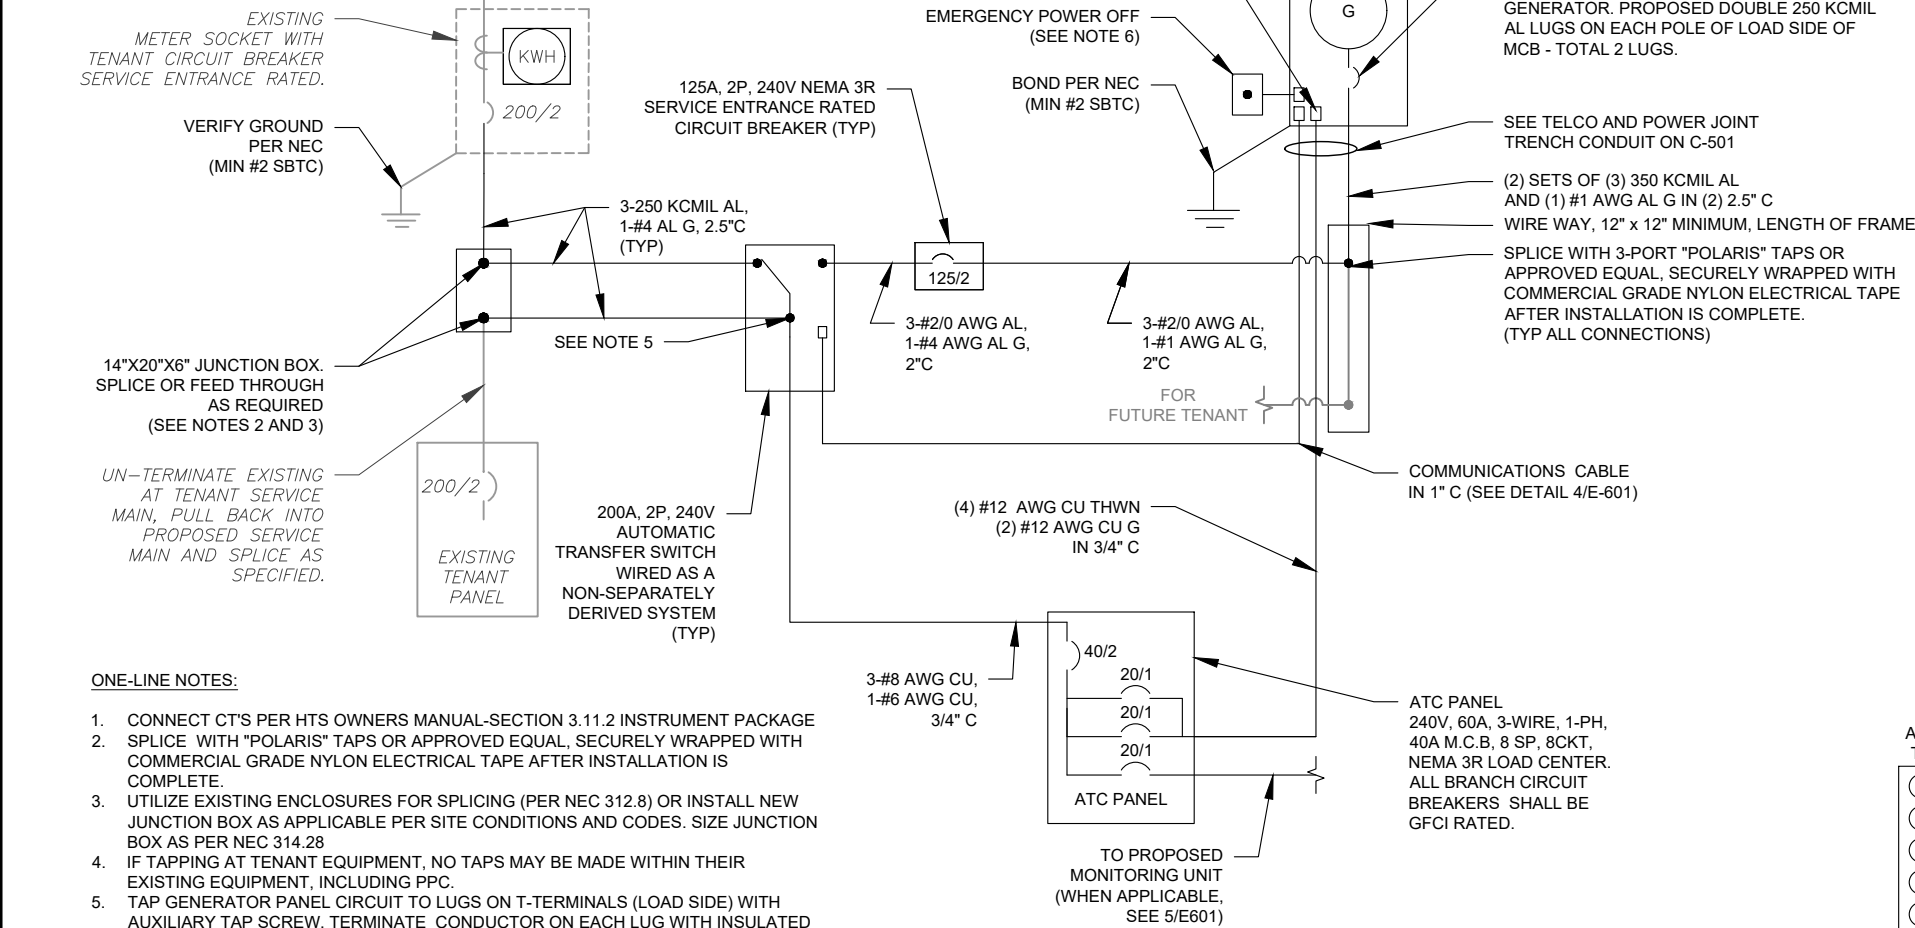 EXISTING
METER SOCKET WITH
TENANT CIRCUIT BREAKER
SERVICE ENTRANCE RATED.
KWH
200/2
VERIFY GROUND
PER NEC
(MIN #2 SBTC)
125A, 2P, 240V NEMA 3R
SERVICE ENTRANCE RATED
CIRCUIT BREAKER (TYP)
EMERGENCY POWER OFF
(SEE NOTE 6)
BOND PER NEC
(MIN #2 SBTC)
G
GENERATOR. PROPOSED DOUBLE 250 KCMIL
AL LUGS ON EACH POLE OF LOAD SIDE OF
MCB - TOTAL 2 LUGS.
SEE TELCO AND POWER JOINT
TRENCH CONDUIT ON C-501
(2) SETS OF (3) 350 KCMIL AL
AND (1) #1 AWG AL G IN (2) 2.5" C
WIRE WAY, 12" x 12" MINIMUM, LENGTH OF FRAME
SPLICE WITH 3-PORT "POLARIS" TAPS OR
APPROVED EQUAL, SECURELY WRAPPED WITH
COMMERCIAL GRADE NYLON ELECTRICAL TAPE
AFTER INSTALLATION IS COMPLETE.
(TYP ALL CONNECTIONS)
3-250 KCMIL AL,
1-#4 AL G, 2.5"C
(TYP)
125/2
3-#2/0 AWG AL,
1-#4 AWG AL G,
2"C
3-#2/0 AWG AL,
1-#1 AWG AL G,
2"C
SEE NOTE 5
14"X20"X6" JUNCTION BOX.
SPLICE OR FEED THROUGH
AS REQUIRED
(SEE NOTES 2 AND 3)
FOR
FUTURE TENANT
UN-TERMINATE EXISTING
AT TENANT SERVICE
MAIN, PULL BACK INTO
PROPOSED SERVICE
MAIN AND SPLICE AS
SPECIFIED.
200/2
EXISTING
TENANT
PANEL
200A, 2P, 240V
AUTOMATIC
TRANSFER SWITCH
WIRED AS A
NON-SEPARATELY
DERIVED SYSTEM
(TYP)
COMMUNICATIONS CABLE
IN 1" C (SEE DETAIL 4/E-601)
(4) #12 AWG CU THWN
(2) #12 AWG CU G
IN 3/4" C
3-#8 AWG CU,
1-#6 AWG CU,
3/4" C
40/2
20/1
20/1
20/1
ATC PANEL
ATC PANEL
240V, 60A, 3-WIRE, 1-PH,
40A M.C.B, 8 SP, 8CKT,
NEMA 3R LOAD CENTER.
ALL BRANCH CIRCUIT
BREAKERS SHALL BE
GFCI RATED.
TO PROPOSED
MONITORING UNIT
(WHEN APPLICABLE,
SEE 5/E601)
ONE-LINE NOTES:
1. CONNECT CT'S PER HTS OWNERS MANUAL-SECTION 3.11.2 INSTRUMENT PACKAGE
2. SPLICE WITH "POLARIS" TAPS OR APPROVED EQUAL, SECURELY WRAPPED WITH
COMMERCIAL GRADE NYLON ELECTRICAL TAPE AFTER INSTALLATION IS
COMPLETE.
3. UTILIZE EXISTING ENCLOSURES FOR SPLICING (PER NEC 312.8) OR INSTALL NEW
JUNCTION BOX AS APPLICABLE PER SITE CONDITIONS AND CODES. SIZE JUNCTION
BOX AS PER NEC 314.28
4. IF TAPPING AT TENANT EQUIPMENT, NO TAPS MAY BE MADE WITHIN THEIR
EXISTING EQUIPMENT, INCLUDING PPC.
5. TAP GENERATOR PANEL CIRCUIT TO LUGS ON T-TERMINALS (LOAD SIDE) WITH
AUXILIARY TAP SCREW. TERMINATE CONDUCTOR ON EACH LUG WITH INSULATED